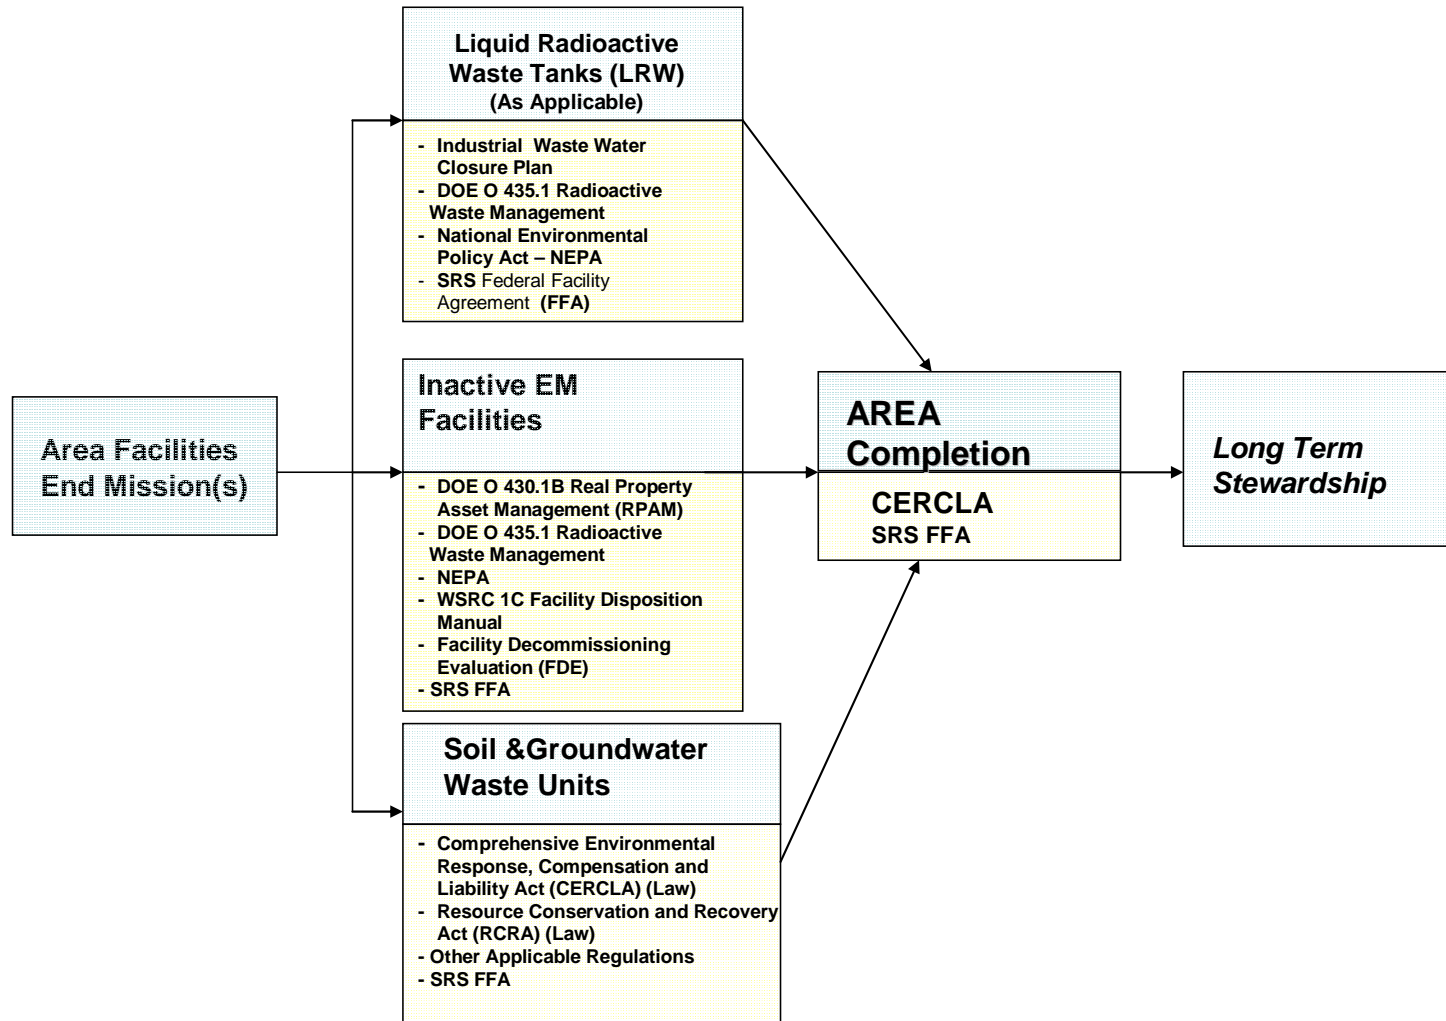 Liquid Radioactive
Waste Tanks (LRW)
(As Applicable)
- Industrial Waste Water
Closure Plan
- DOE O 435.1 Radioactive
Waste Management
- National Environmental
Policy Act – NEPA
- SRS Federal Facility
Agreement (FFA)
Area Facilities
End Mission(s)
Inactive EM
Facilities
- DOE O 430.1B Real Property
Asset Management (RPAM)
- DOE O 435.1 Radioactive
Waste Management
- NEPA
- WSRC 1C Facility Disposition
Manual
- Facility Decommissioning
Evaluation (FDE)
- SRS FFA
Soil &Groundwater
Waste Units
- Comprehensive Environmental
Response, Compensation and
Liability Act (CERCLA) (Law)
- Resource Conservation and Recovery
Act (RCRA) (Law)
- Other Applicable Regulations
- SRS FFA
AREA
Completion
CERCLA
SRS FFA
Long Term
Stewardship